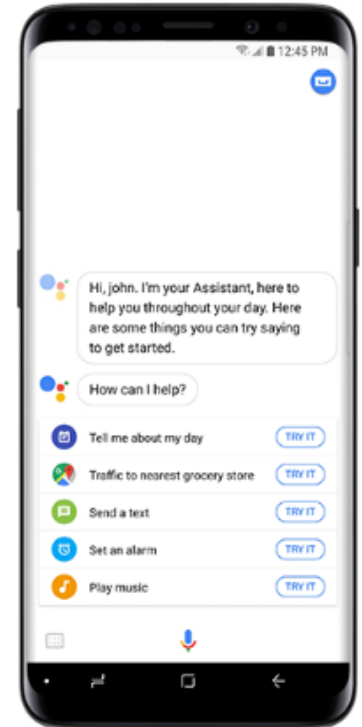 12:45 PM
Hi, john. I'm your Assistant, here to
help you throughout your day. Here
are some things you can try saying
to get started.
How can I help?
Tell me about my day TRY IT
Traffic to nearest grocery store TRY IT
Send a text TRY IT
Set an alarm TRY IT
Play music TRY IT